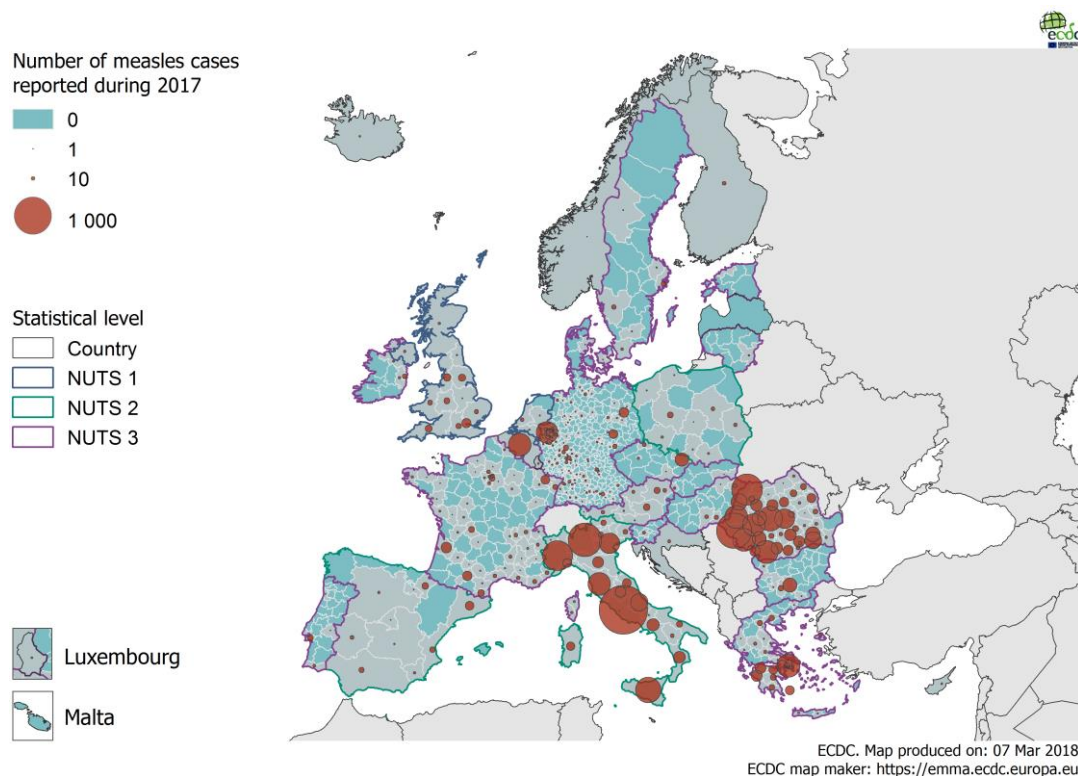 ecdc
Number of measles cases
reported during 2017
0
1
10
1 000
Statistical level
Country
NUTS 1
NUTS 2
NUTS 3
Luxembourg
Malta
ECDC. Map produced on: 07 Mar 2018
ECDC map maker: https://emma.ecdc.europa.eu